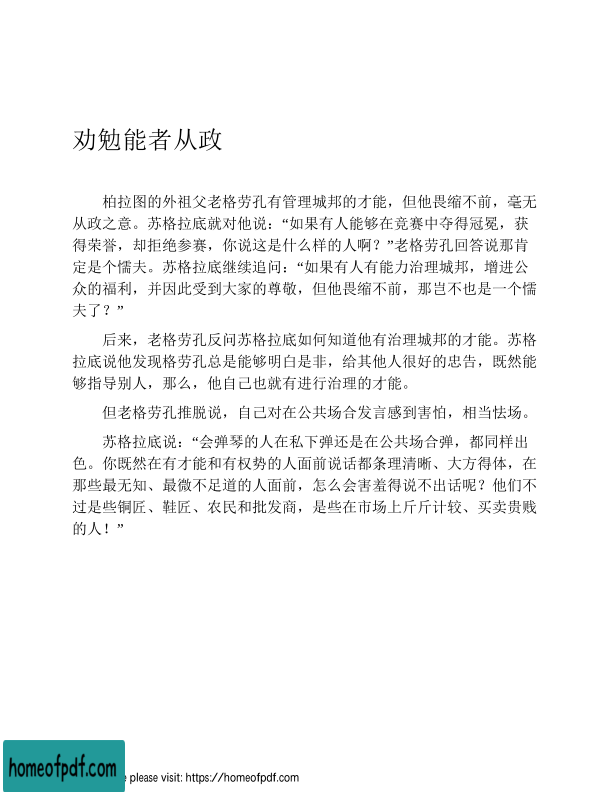 劝勉能者从政
柏拉图的外祖父老格劳孔有管理城邦的才能，但他畏缩不前，毫无
从政之意。苏格拉底就对他说：“如果有人能够在竞赛中夺得冠冕，获
得荣誉，却拒绝参赛，你说这是什么样的人啊？”老格劳孔回答说那肯
定是个懦夫。苏格拉底继续追问：“如果有人有能力治理城邦，增进公
众的福利，并因此受到大家的尊敬，但他畏缩不前，那岂不也是一个懦
夫了？”
后来，老格劳孔反问苏格拉底如何知道他有治理城邦的才能。苏格
拉底说他发现格劳孔总是能够明白是非，给其他人很好的忠告，既然能
够指导别人，那么，他自己也就有进行治理的才能。
但老格劳孔推脱说，自己对在公共场合发言感到害怕，相当怯场。
苏格拉底说：“会弹琴的人在私下弹还是在公共场合弹，都同样出
色。你既然在有才能和有权势的人面前说话都条理清晰、大方得体，在
那些最无知、最微不足道的人面前，怎么会害羞得说不出话呢？他们不
过是些铜匠、鞋匠、农民和批发商，是些在市场上斤斤计较、买卖贵贱
的人！”
homeofpdf.com
e please visit: https://homeofpdf.com